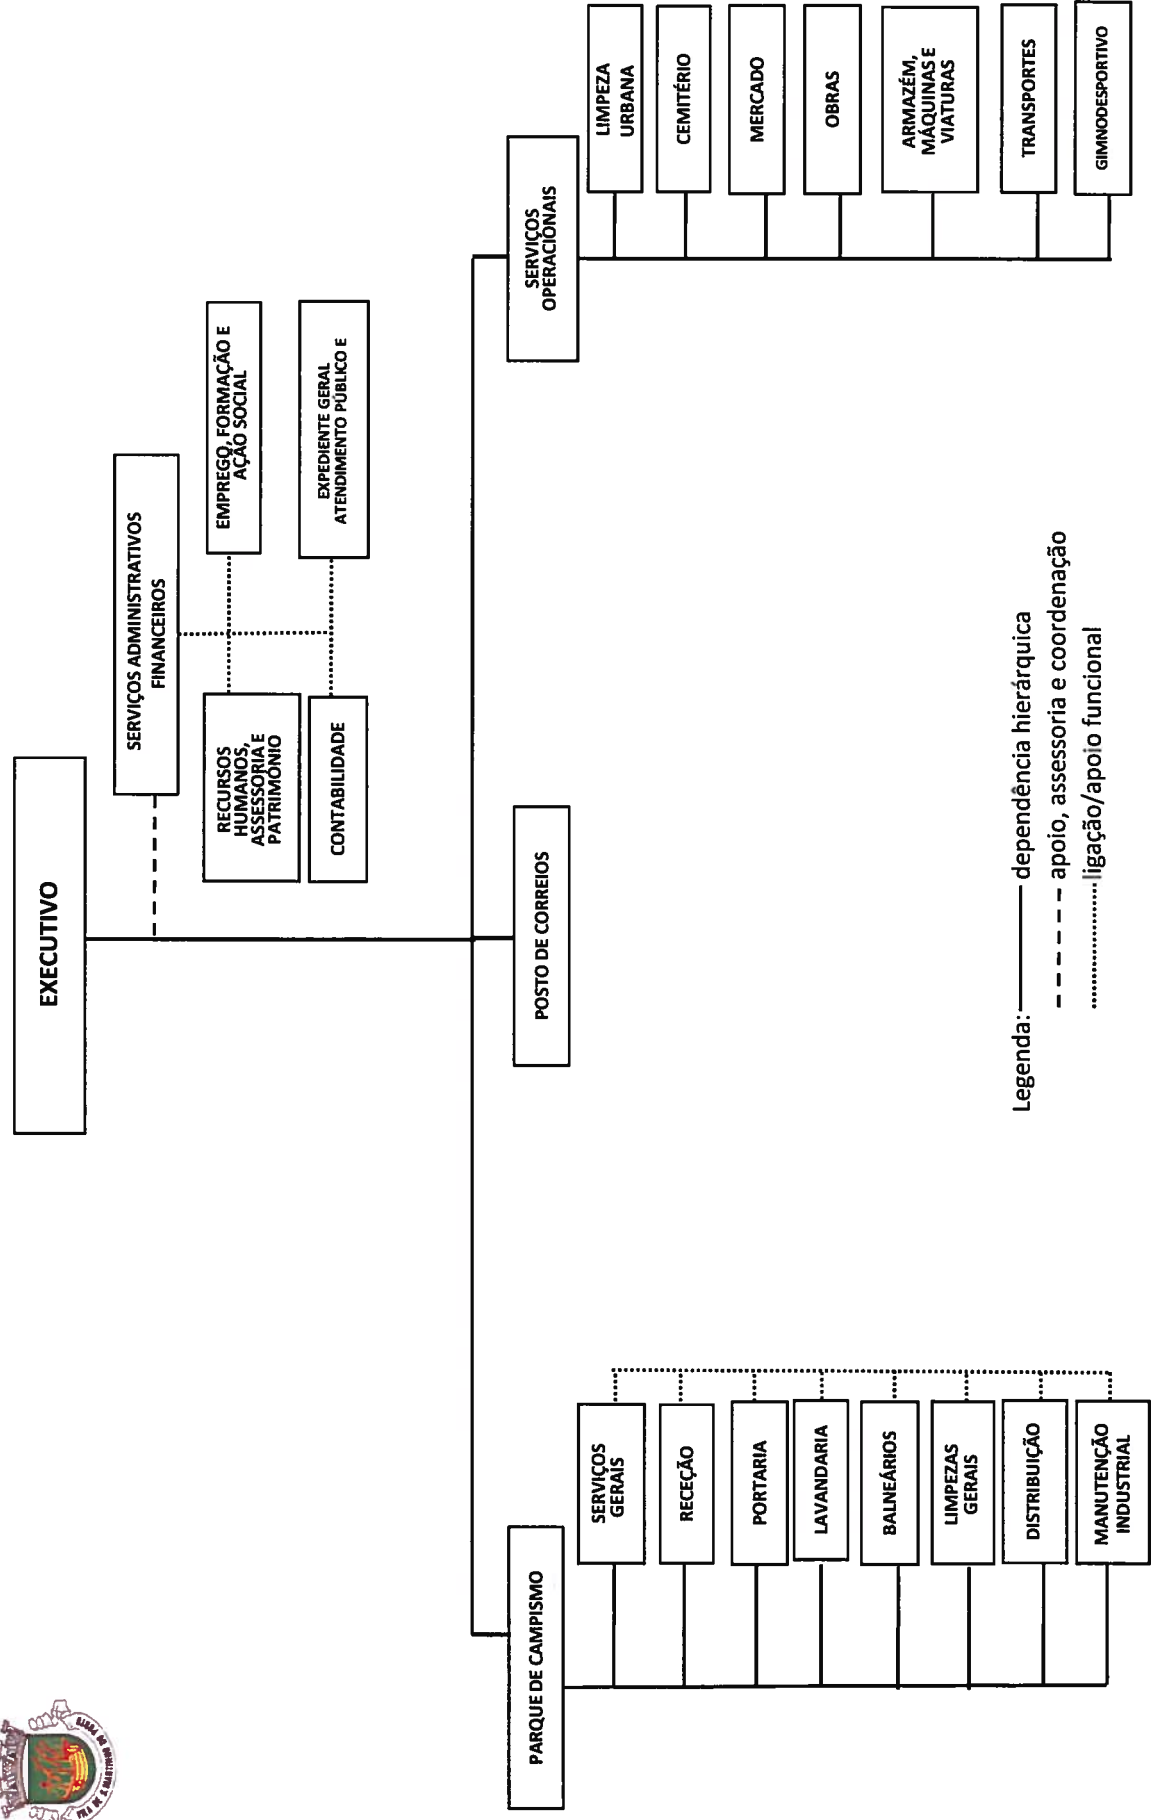 EXECUTIVO
SERVIÇOS ADMINISTRATIVOS
FINANCEIROS
RECURSOS
HUMANOS,
ASSESSORIA E
PATRIMÓNIO
EMPREGO, FORMAÇÃO E
AÇÃO SOCIAL
CONTABILIDADE
EXPEDIENTE GERAL
ATENDIMENTO PÚBLICO E
PARQUE DE CAMPISMO
SERVIÇOS
GERAIS
RECEÇÃO
PORTARIA
LAVANDARIA
BALNEÁRIOS
LIMPEZAS
GERAIS
DISTRIBUIÇÃO
MANUTENÇÃO
INDUSTRIAL
POSTO DE CORREIOS
SERVIÇOS
OPERACIONAIS
LIMPEZA
URBANA
CEMITÉRIO
MERCADO
OBRAS
ARMAZÉM,
MÁQUINAS E
VIATURAS
TRANSPORTES
GIMNODESPORTIVO
Legenda: dependência hierárquica
apoio, assessoria e coordenação
ligação/apoio funcional